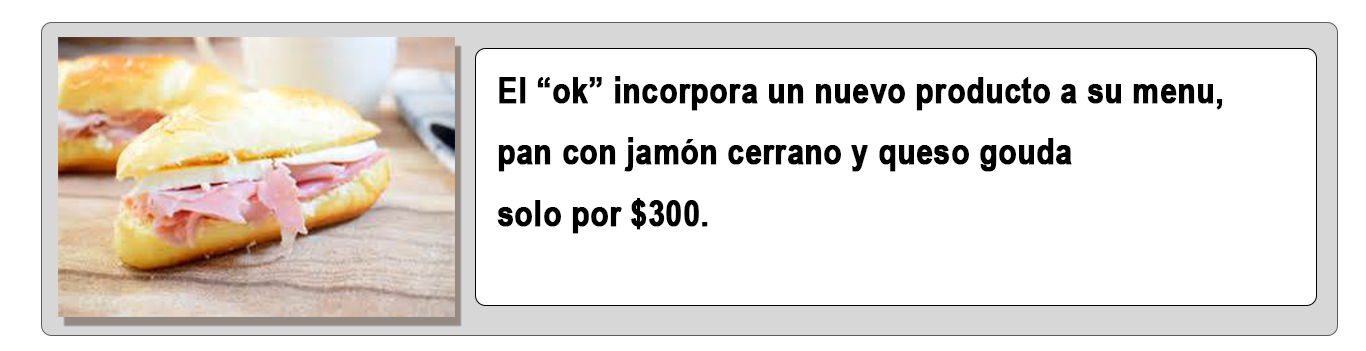 El “ok” incorpora un nuevo producto a su menu,
pan con jamón cerrano y queso gouda
solo por $300.